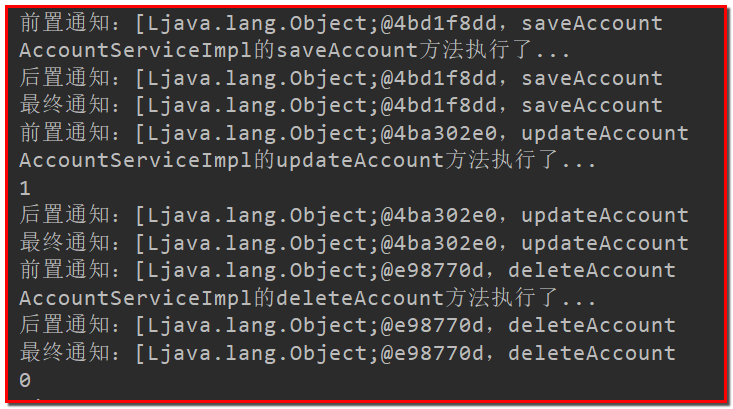 前置通知：[Ljava.lang.Object;@4bd1f8dd，saveAccount
AccountServiceImpl的saveAccount方法执行了...
后置通知：[Ljava.lang.Object;@4bd1f8dd，saveAccount
最终通知：[Ljava.lang.Object;@4bd1f8dd，saveAccount
前置通知：[Ljava.lang.Object;@4ba302e0，updateAccount
AccountServiceImpl的updateAccount方法执行了...
1
后置通知：[Ljava.lang.Object;@4ba302e0，updateAccount
最终通知：[Ljava.lang.Object;@4ba302e0，updateAccount
前置通知：[Ljava.lang.Object;@e98770d，deleteAccount
AccountServiceImpl的deleteAccount方法执行了...
后置通知：[Ljava.lang.Object;@e98770d，deleteAccount
最终通知：[Ljava.lang.Object;@e98770d，deleteAccount
0